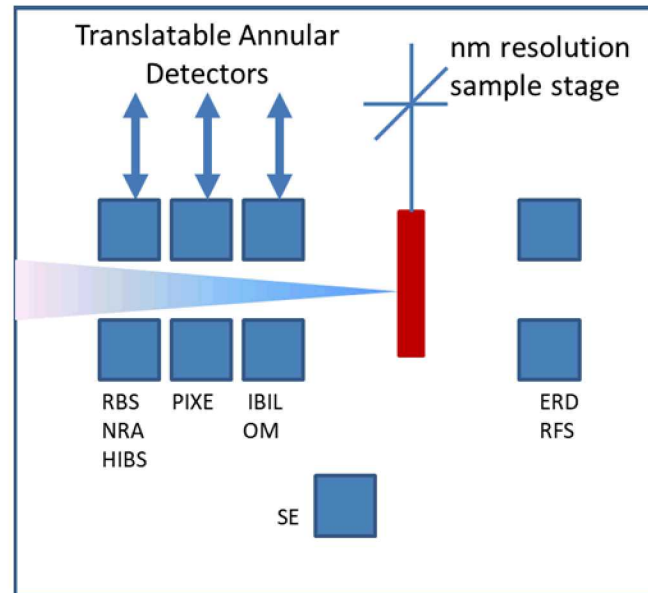 Translatable Annular
Detectors
nm resolution
sample stage
RBS
NRA
HIBS
PIXE
IBIL
OM
ERD
RFS
SE